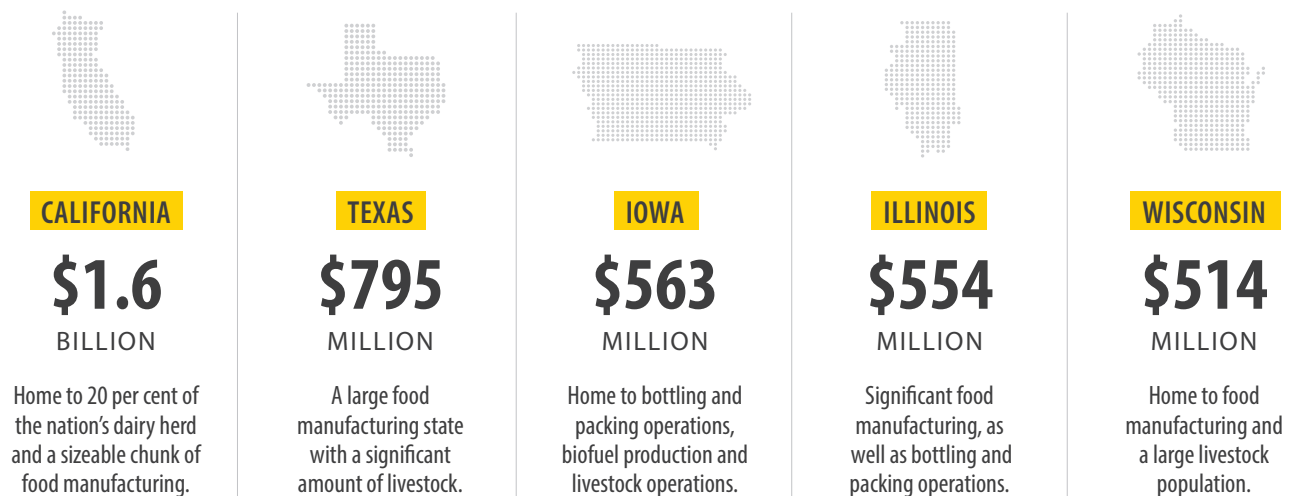 CALIFORNIA
$1.6
BILLION
Home to 20 per cent of
the nation’s dairy herd
and a sizeable chunk of
food manufacturing.
TEXAS
$795
MILLION
A large food
manufacturing state
with a significant
amount of livestock.
IOWA
$563
MILLION
Home to bottling and
packing operations,
biofuel production and
livestock operations.
ILLINOIS
$554
MILLION
Significant food
manufacturing, as
well as bottling and
packing operations.
WISCONSIN
$514
MILLION
Home to food
manufacturing and
a large livestock
population.